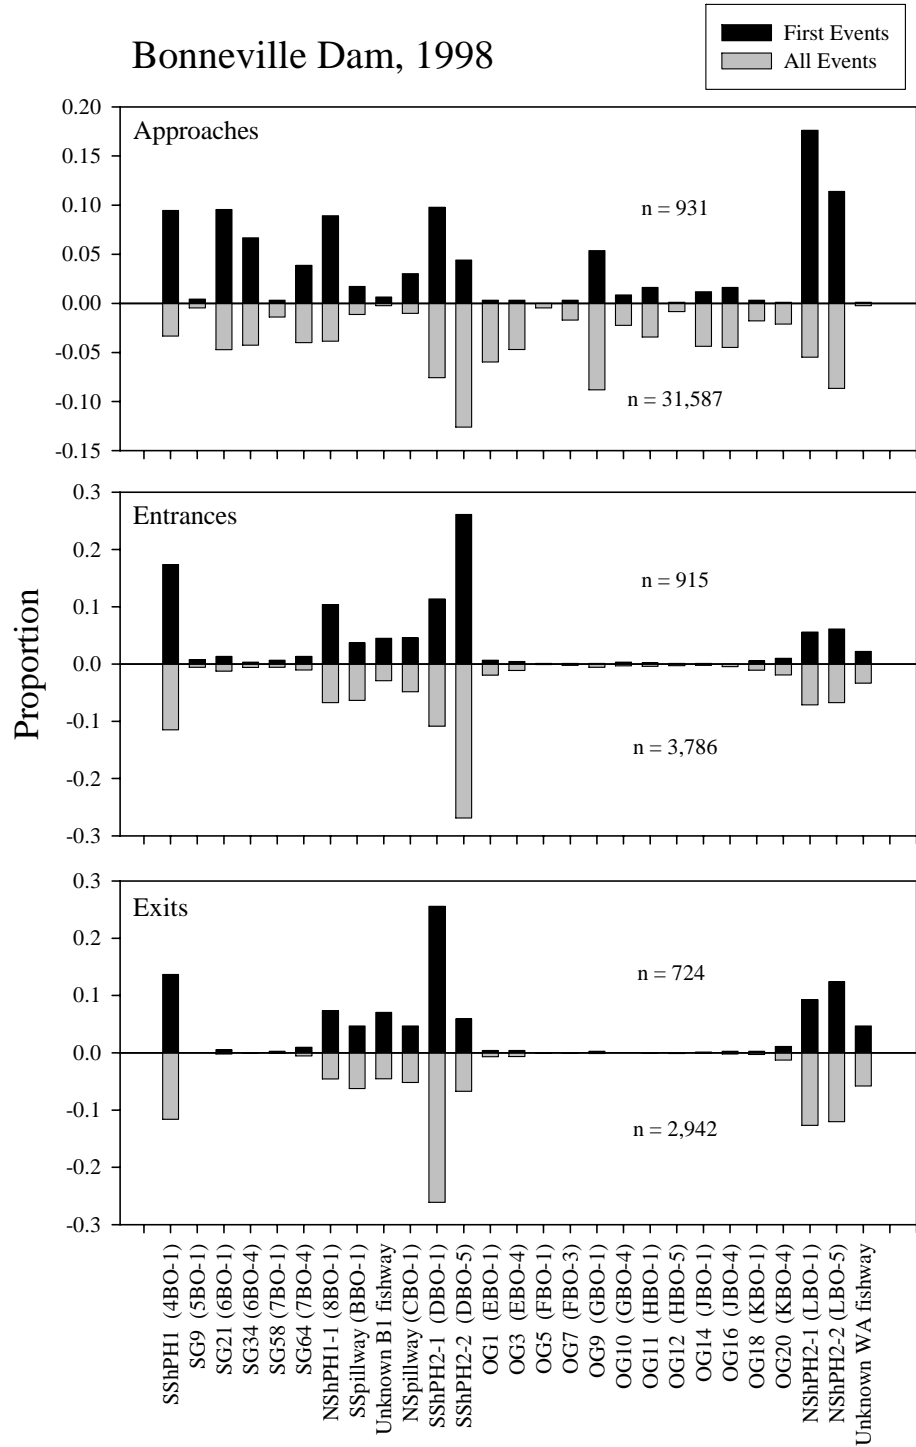 Bonneville Dam, 1998
First Events
All Events
Proportion
Approaches
0.20
0.15
0.10
0.05
0.00
-0.05
-0.10
-0.15
n = 931
n = 31,587
Entrances
0.3
0.2
0.1
0.0
-0.1
-0.2
-0.3
n = 915
n = 3,786
Exits
0.3
0.2
0.1
0.0
-0.1
-0.2
-0.3
n = 724
n = 2,942
SShPH1 (4BO-1)
SG9 (5BO-1)
SG21 (6BO-1)
SG34 (6BO-4)
SG58 (7BO-1)
SG64 (7BO-4)
NShPH1-1 (8BO-1)
SSpillway (BBO-1)
Unknown B1 fishway
NSpillway (CBO-1)
SShPH2-1 (DBO-1)
SShPH2-2 (DBO-5)
OG1 (EBO-1)
OG3 (EBO-4)
OG5 (FBO-1)
OG7 (FBO-3)
OG9 (GBO-1)
OG10 (GBO-4)
OG11 (HBO-1)
OG12 (HBO-5)
OG14 (JBO-1)
OG16 (JBO-4)
OG18 (KBO-1)
OG20 (KBO-4)
NShPH2-1 (LBO-1)
NShPH2-2 (LBO-5)
Unknown WA fishway